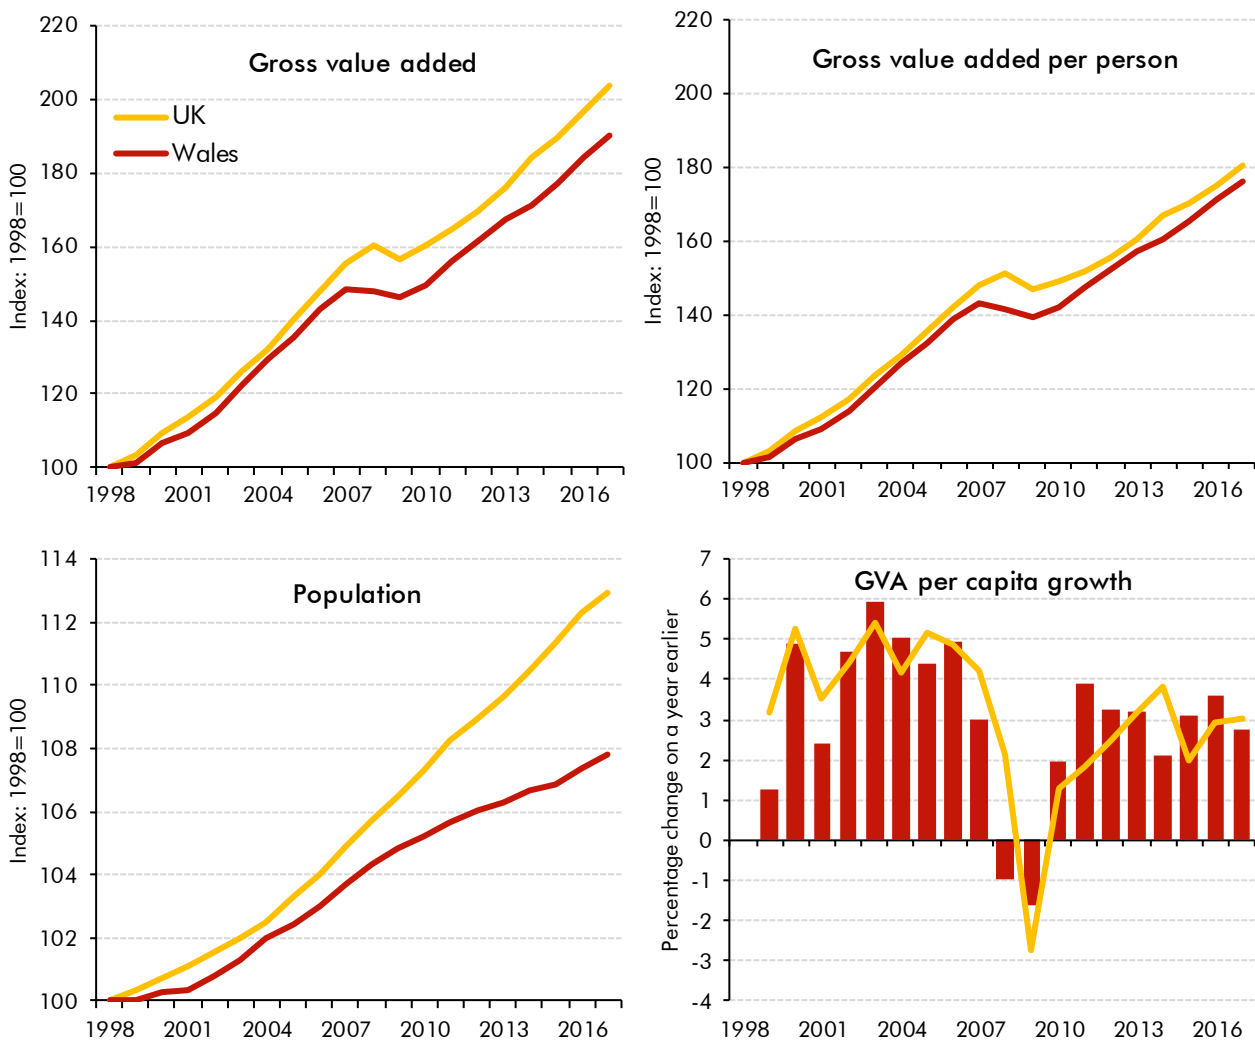 Gross value added
UK
Wales
Index: 1998=100
220
200
180
160
140
120
100
1998 2001 2004 2007 2010 2013 2016
Gross value added per person
Index: 1998=100
220
200
180
160
140
120
100
1998 2001 2004 2007 2010 2013 2016
Population
Index: 1998=100
114
112
110
108
106
104
102
100
1998 2001 2004 2007 2010 2013 2016
GVA per capita growth
Percentage change on a year earlier
7
6
5
4
3
2
1
0
-1
-2
-3
-4
1998 2001 2004 2007 2010 2013 2016